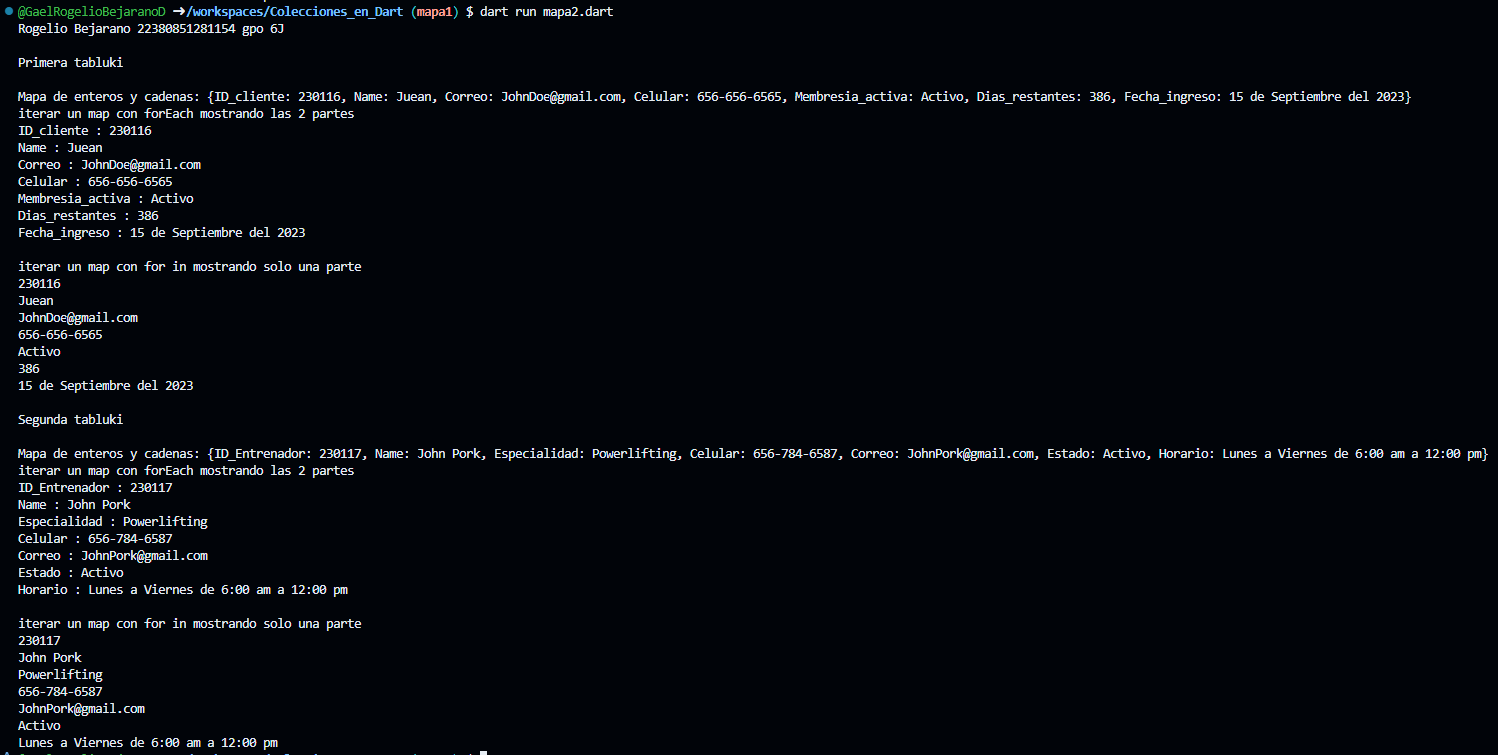 @GaelRogelioBejaranoD ➜/workspaces/Colecciones_en_Dart (mapa1) $ dart run mapa2.dart
Rogelio Bejarano 22380851281154 gpo 6J
Primera tabluki
Mapa de enteros y cadenas: {ID_cliente: 230116, Name: Juean, Correo: JohnDoe@gmail.com, Celular: 656-656-6565, Membresia_activa: Activo, Dias_restantes: 386, Fecha_ingreso: 15 de Septiembre del 2023}
iterar un map con forEach mostrando las 2 partes
ID_cliente : 230116
Name : Juean
Correo : JohnDoe@gmail.com
Celular : 656-656-6565
Membresia_activa : Activo
Dias_restantes : 386
Fecha_ingreso : 15 de Septiembre del 2023
iterar un map con for in mostrando solo una parte
230116
Juean
JohnDoe@gmail.com
656-656-6565
Activo
386
15 de Septiembre del 2023
Segunda tabluki
Mapa de enteros y cadenas: {ID_Entrenador: 230117, Name: John Pork, Especialidad: Powerlifting, Celular: 656-784-6587, Correo: JohnPork@gmail.com, Estado: Activo, Horario: Lunes a Viernes de 6:00 am a 12:00 pm}
iterar un map con forEach mostrando las 2 partes
ID_Entrenador : 230117
Name : John Pork
Especialidad : Powerlifting
Celular : 656-784-6587
Correo : JohnPork@gmail.com
Estado : Activo
Horario : Lunes a Viernes de 6:00 am a 12:00 pm
iterar un map con for in mostrando solo una parte
230117
John Pork
Powerlifting
656-784-6587
JohnPork@gmail.com
Activo
Lunes a Viernes de 6:00 am a 12:00 pm